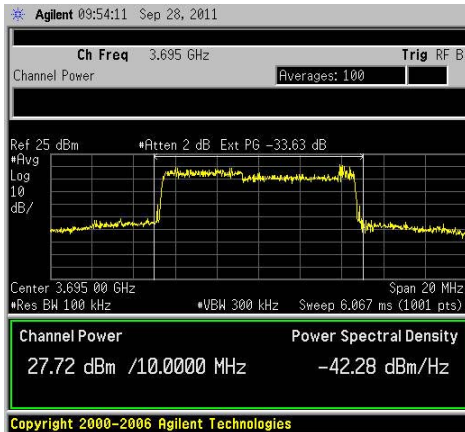 Agilent 09:54:11 Sep 28, 2011
Ch Freq 3.695 GHz Trig RF B
Channel Power Averages: 100
Ref 25 dBm #Atten 2 dB Ext PG -33.63 dB
#Avg
Log
10
dB/
Center 3.695 00 GHz Span 20 MHz
#Res BW 100 kHz #VBW 300 kHz Sweep 6.067 ms (1001 pts)
Channel Power Power Spectral Density
27.72 dBm /10.0000 MHz -42.28 dBm/Hz
Copyright 2000-2006 Agilent Technologies